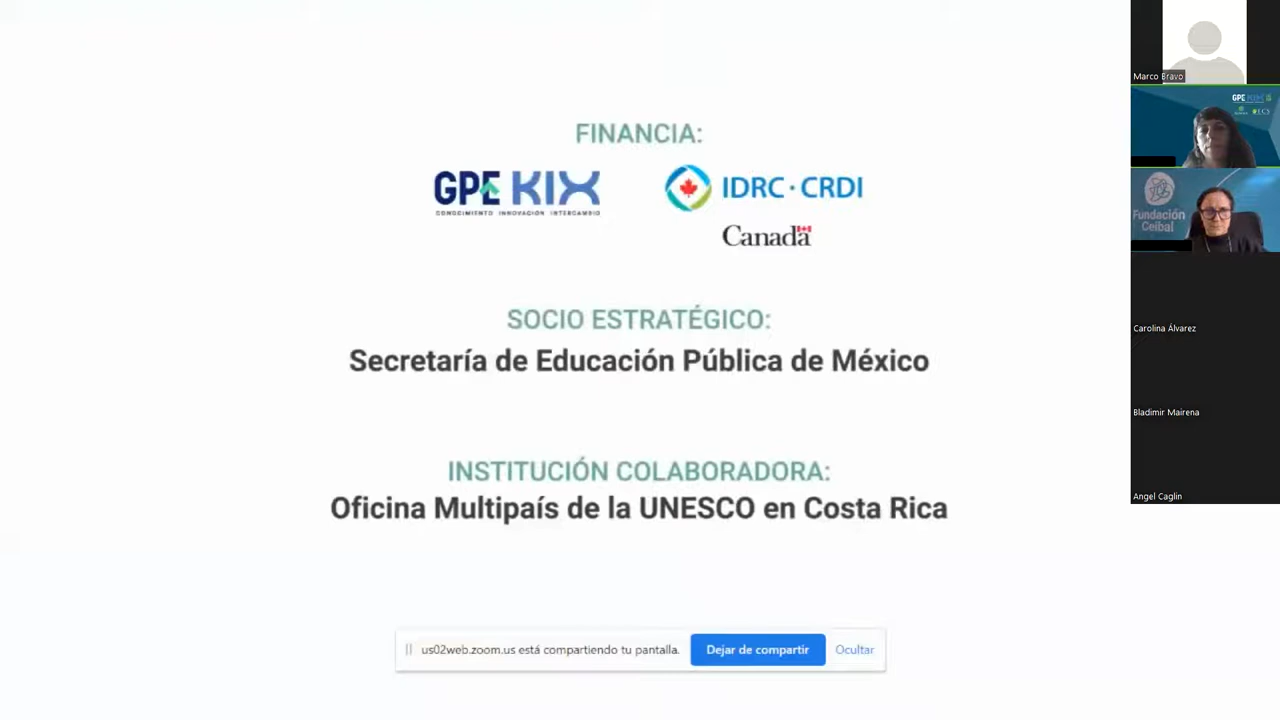 FINANCIA:
GPE KIX
CONOCIMIENTO INNOVACIÓN INTERCAMBIO
IDRC · CRDI
Canada
SOCIO ESTRATÉGICO:
Secretaría de Educación Pública de México
INSTITUCIÓN COLABORADORA:
Oficina Multipaís de la UNESCO en Costa Rica
us02web.zoom.us está compartiendo tu pantalla.
Dejar de compartir
Ocultar
Marco Bravo
GPE KIX
Fundación
Ceibal
Carolina Álvarez
Bladimir Mairena
Angel Caglin